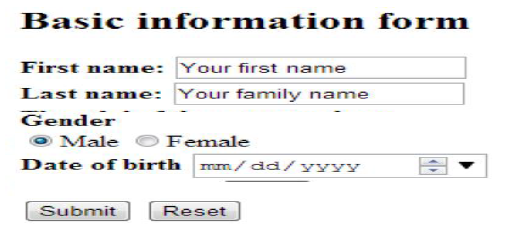 Basic information form
First name: Your first name
Last name: Your family name
Gender
Male Female
Date of birth mm/dd/yyyy
Submit Reset